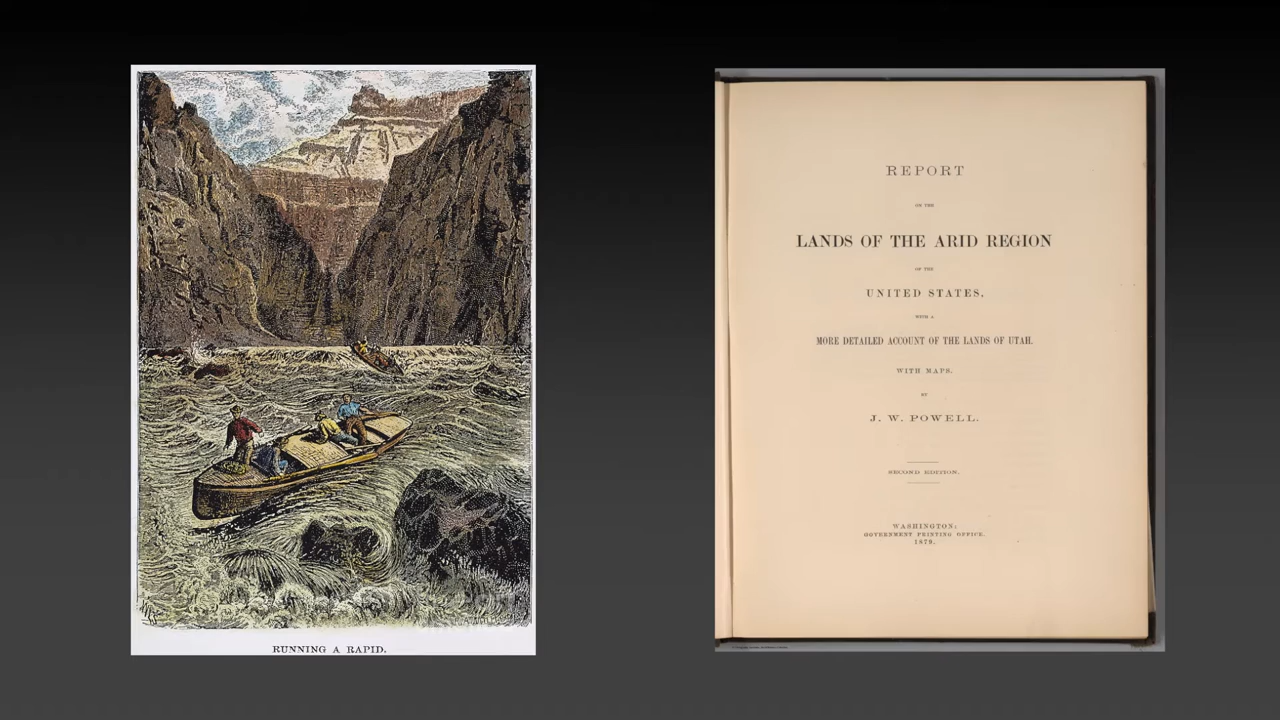 RUNNING A RAPID.
REPORT
ON THE
LANDS OF THE ARID REGION
OF THE
UNITED STATES,
WITH A
MORE DETAILED ACCOUNT OF THE LANDS OF UTAH.
WITH MAPS.
BY
J. W. POWELL.
SECOND EDITION.
WASHINGTON:
GOVERNMENT PRINTING OFFICE.
1879.